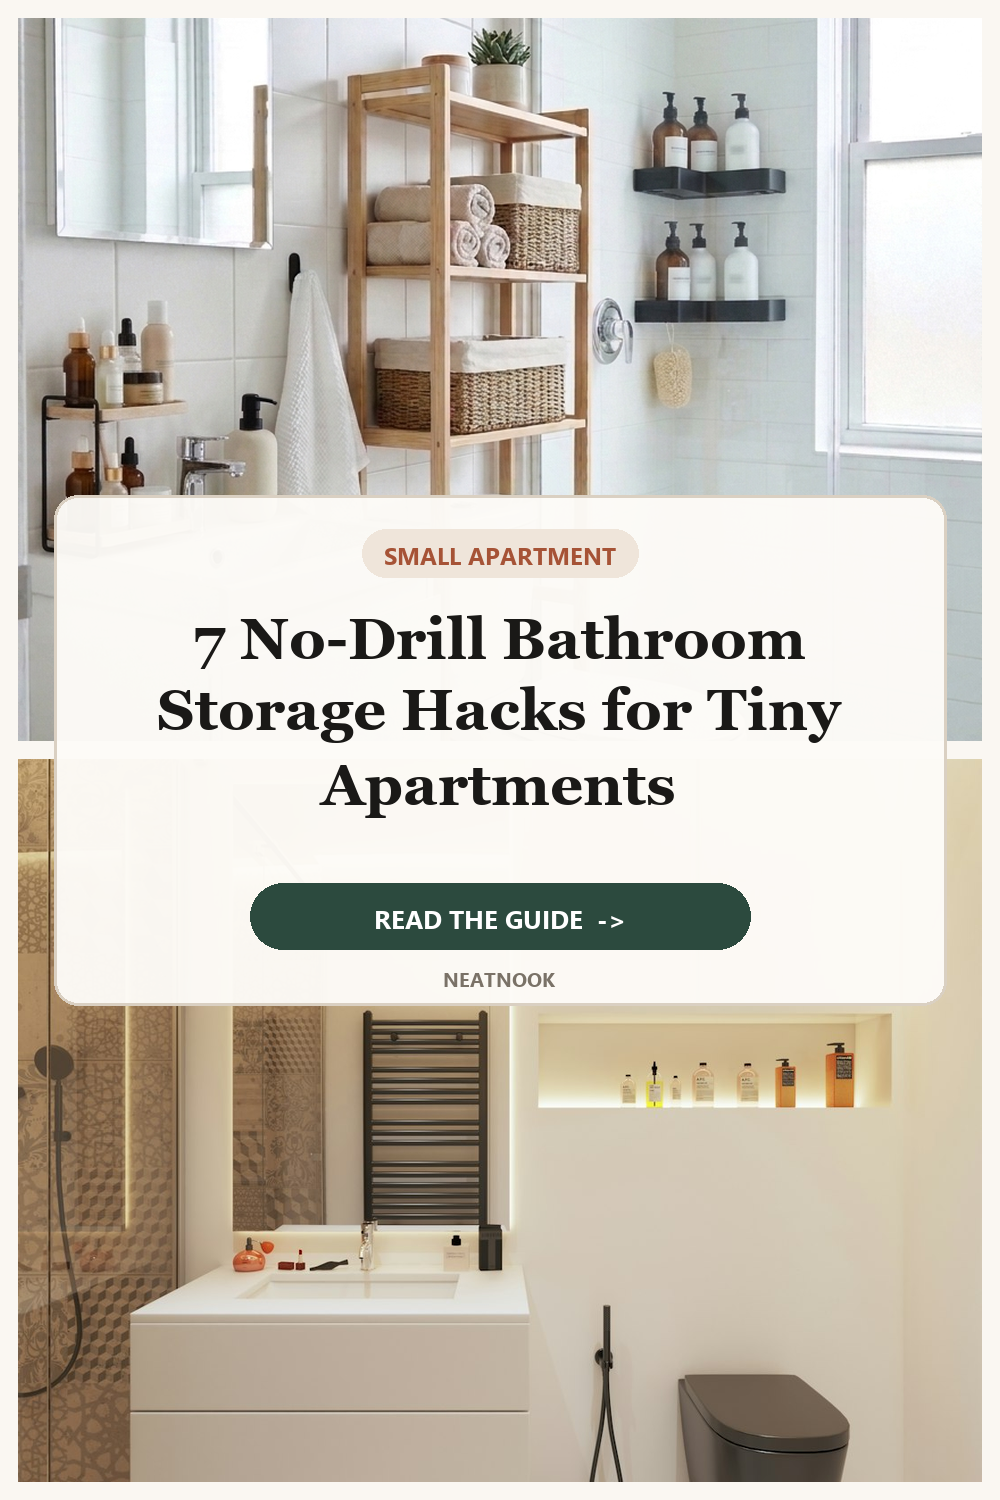 SMALL APARTMENT
7 No-Drill Bathroom
Storage Hacks for Tiny
Apartments
READ THE GUIDE ->
NEATNOOK